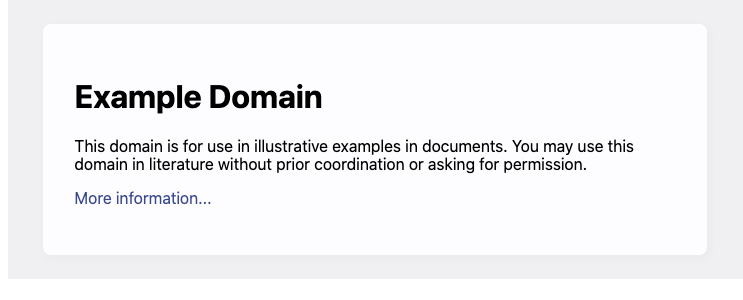 Example Domain
This domain is for use in illustrative examples in documents. You may use this
domain in literature without prior coordination or asking for permission.
More information...